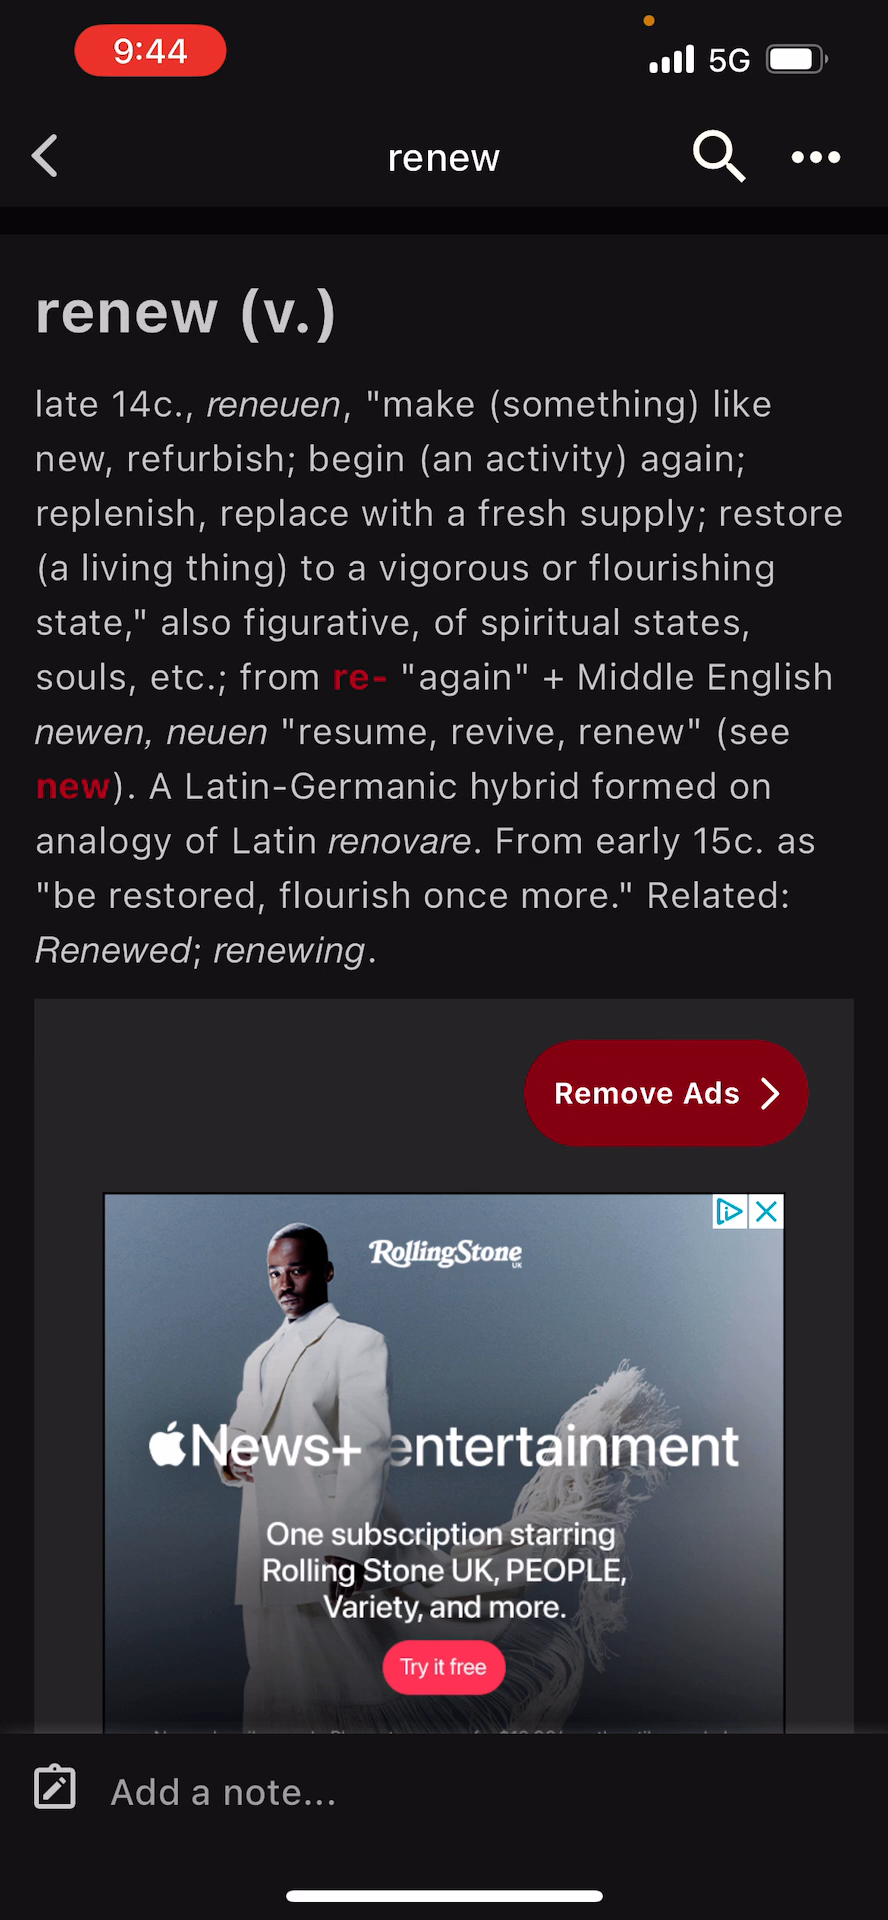 9:44
5G
renew
renew (v.)
late 14c., reneuen, "make (something) like
new, refurbish; begin (an activity) again;
replenish, replace with a fresh supply; restore
(a living thing) to a vigorous or flourishing
state," also figurative, of spiritual states,
souls, etc.; from re- "again" + Middle English
newen, neuen "resume, revive, renew" (see
new). A Latin-Germanic hybrid formed on
analogy of Latin renovare. From early 15c. as
"be restored, flourish once more." Related:
Renewed; renewing.
Remove Ads
RollingStone
UK
News+ entertainment
One subscription starring
Rolling Stone UK, PEOPLE,
Variety, and more.
Try it free
Add a note...